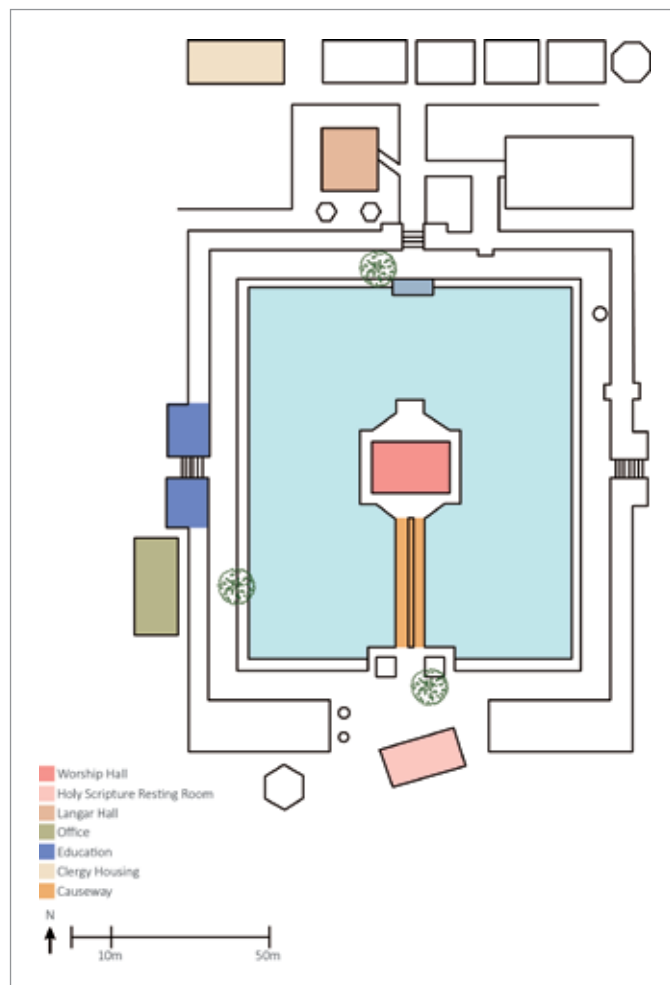 Worship Hall
Holy Scripture Resting Room
Langar Hall
Office
Education
Clergy Housing
Causeway
N
10m
50m